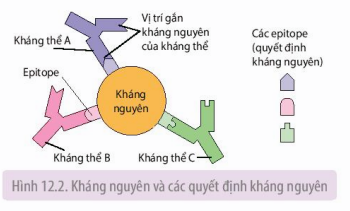 Vị trí gắn
kháng nguyên
của kháng thể
Kháng thể A
Các epitope
(quyết định
kháng nguyên)
Epitope
Kháng
nguyên
Kháng thể B
Kháng thể C
Hình 12.2. Kháng nguyên và các quyết định kháng nguyên